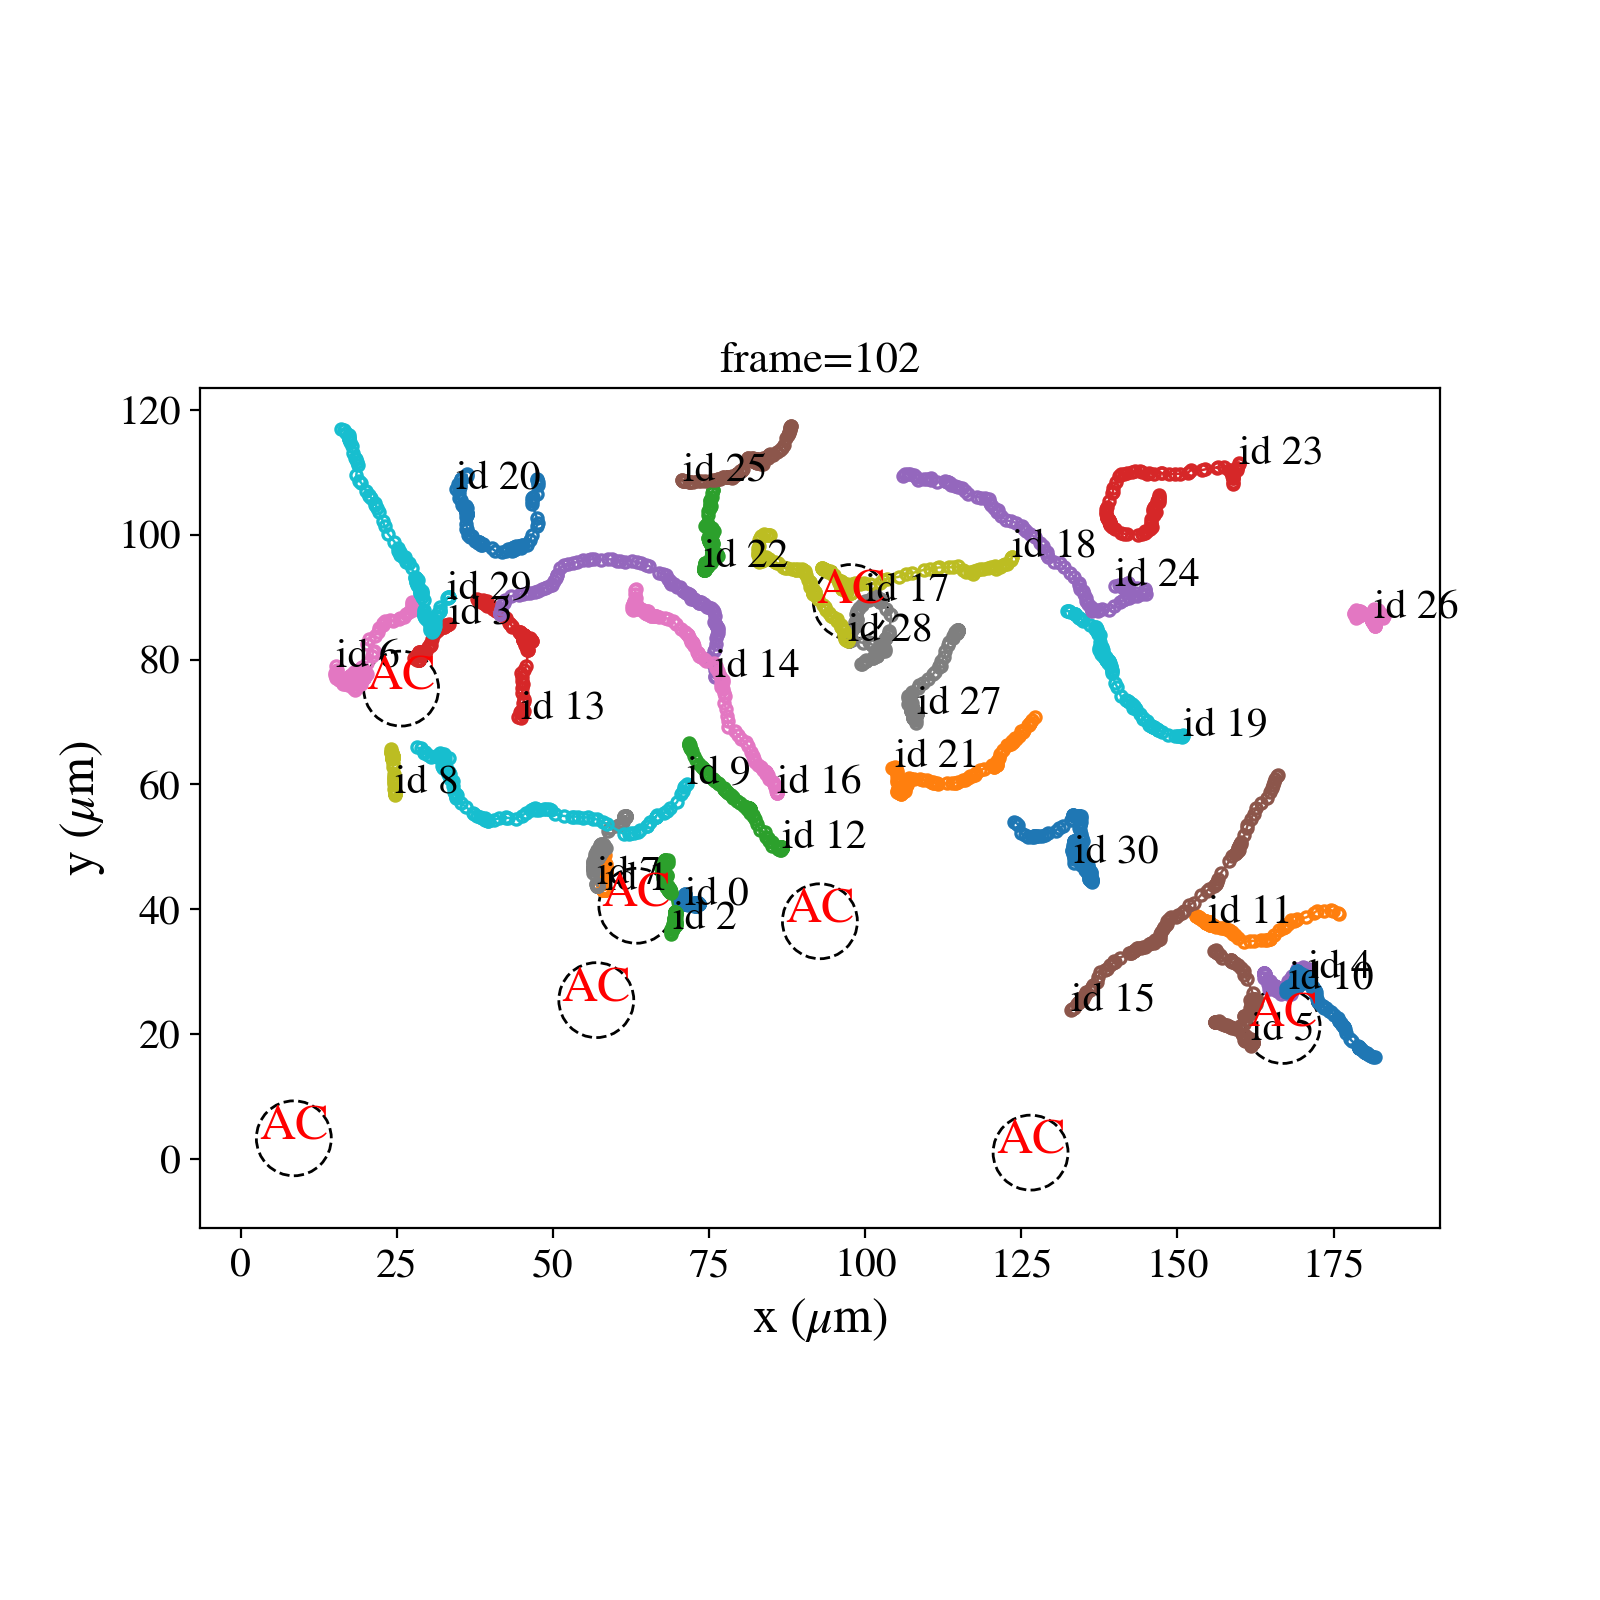 frame=102
120
100
80
60
40
20
0
y (μm)
id 20
id 25
id 23
id 22
id 18
id 29
id 3
AC
id 17
id 24
id 26
id 28
id 6
AC
id 14
id 13
id 27
id 19
id 8
id 9
id 16
id 21
id 12
id 30
id 7
id 1
AC
id 0
id 2
AC
id 11
id 4
id 10
AC
id 15
AC
id 5
AC
AC
0 25 50 75 100 125 150 175
x (μm)